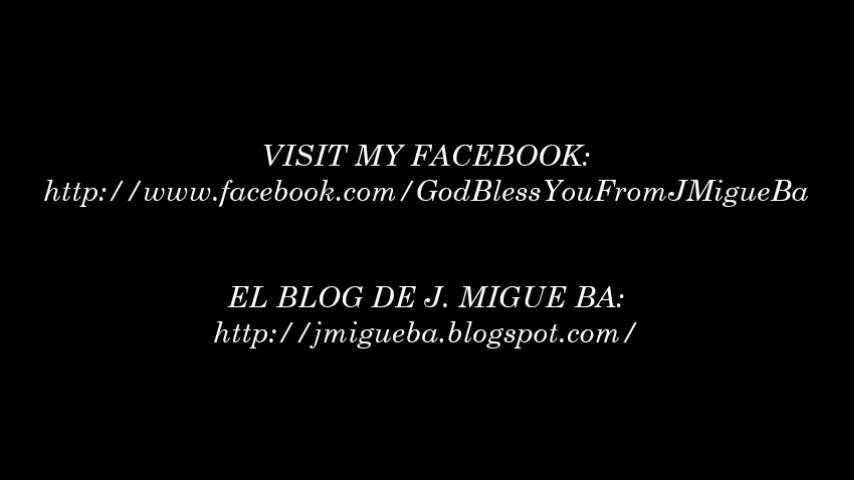 VISIT MY FACEBOOK:
http://www.facebook.com/GodBlessYouFromJMigueBa
EL BLOG DE J. MIGUE BA:
http://jmigueba.blogspot.com/